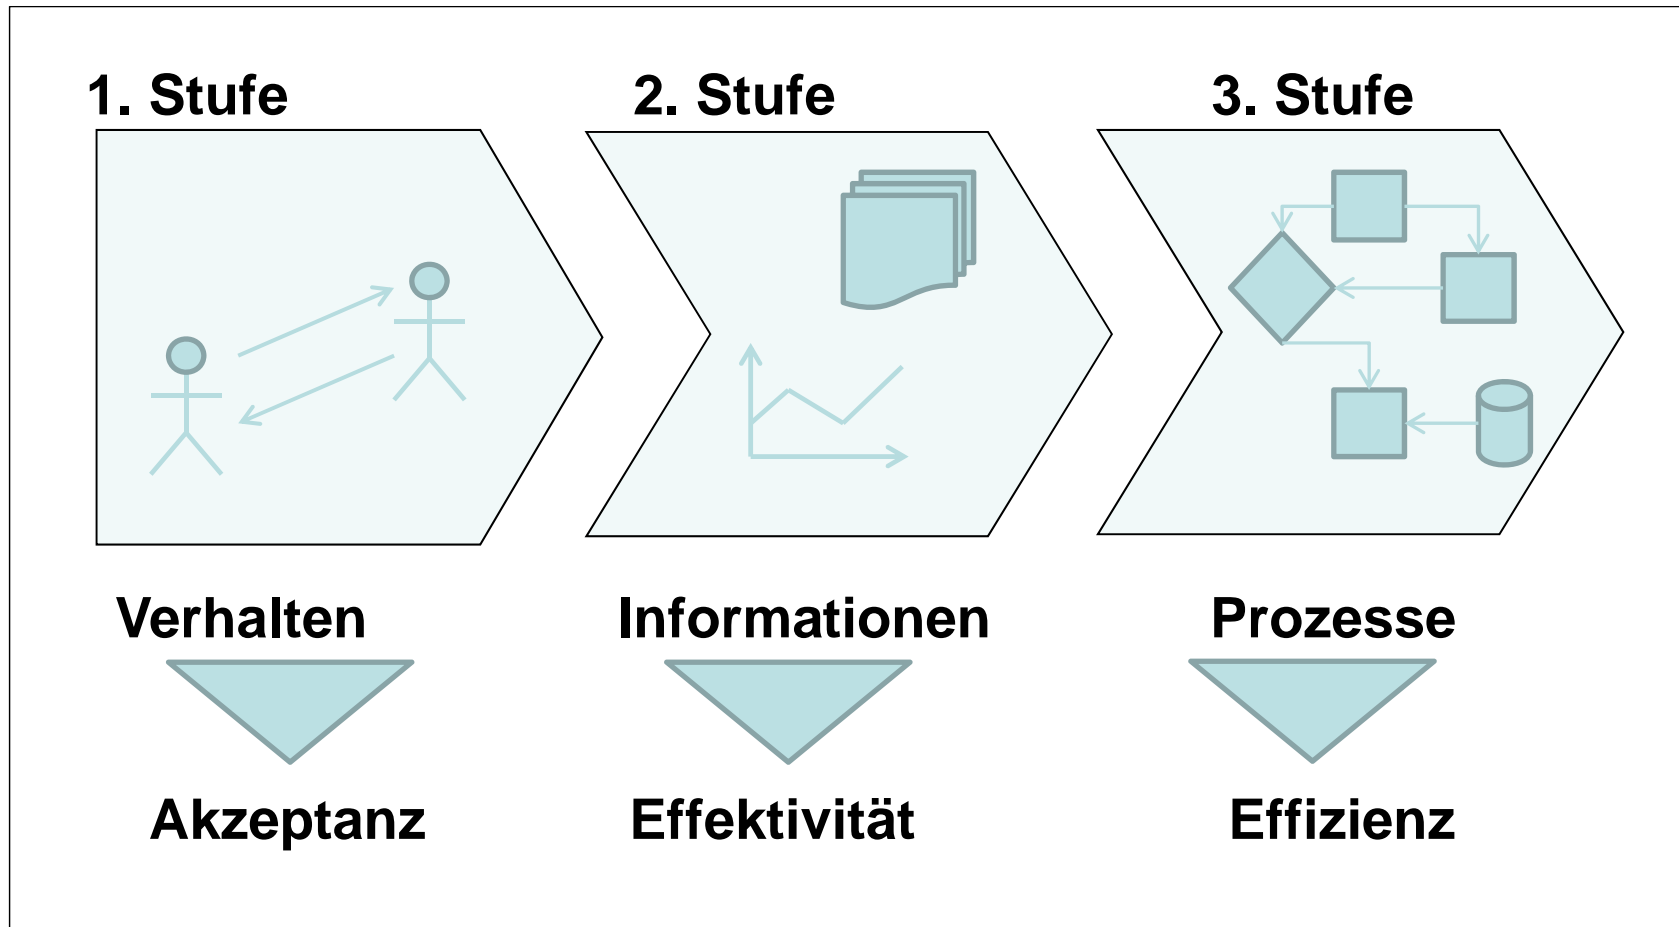 1. Stufe
2. Stufe
3. Stufe
Verhalten
Informationen
Prozesse
Akzeptanz
Effektivität
Effizienz